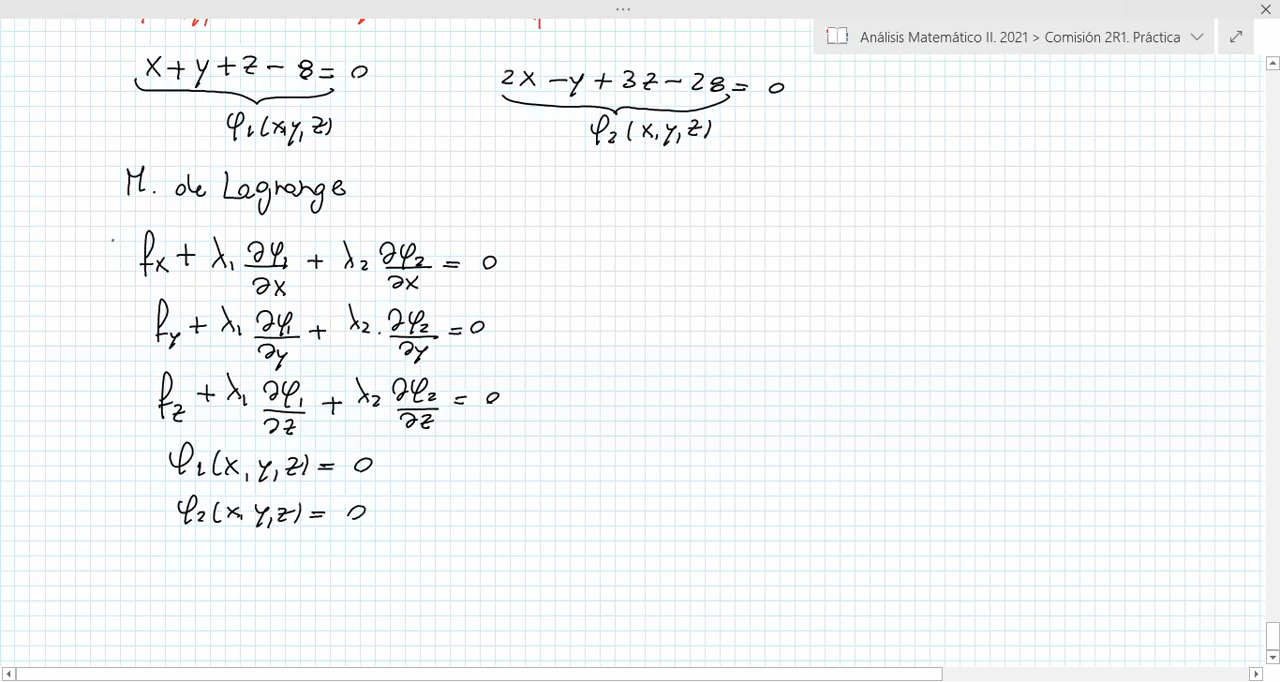 Análisis Matemático II. 2021 > Comisión 2R1. Práctica
x + y + z - 8 = 0    2x - y + 3z - 28 = 0
φ₁(x,y,z)    φ₂(x,y,z)
M. de Lagrange
fx + λ₁ ∂φ₁/∂x + λ₂ ∂φ₂/∂x = 0
fy + λ₁ ∂φ₁/∂y + λ₂ · ∂φ₂/∂y = 0
fz + λ₁ ∂φ₁/∂z + λ₂ ∂φ₂/∂z = 0
φ₁(x, y, z) = 0
φ₂(x, y, z) = 0